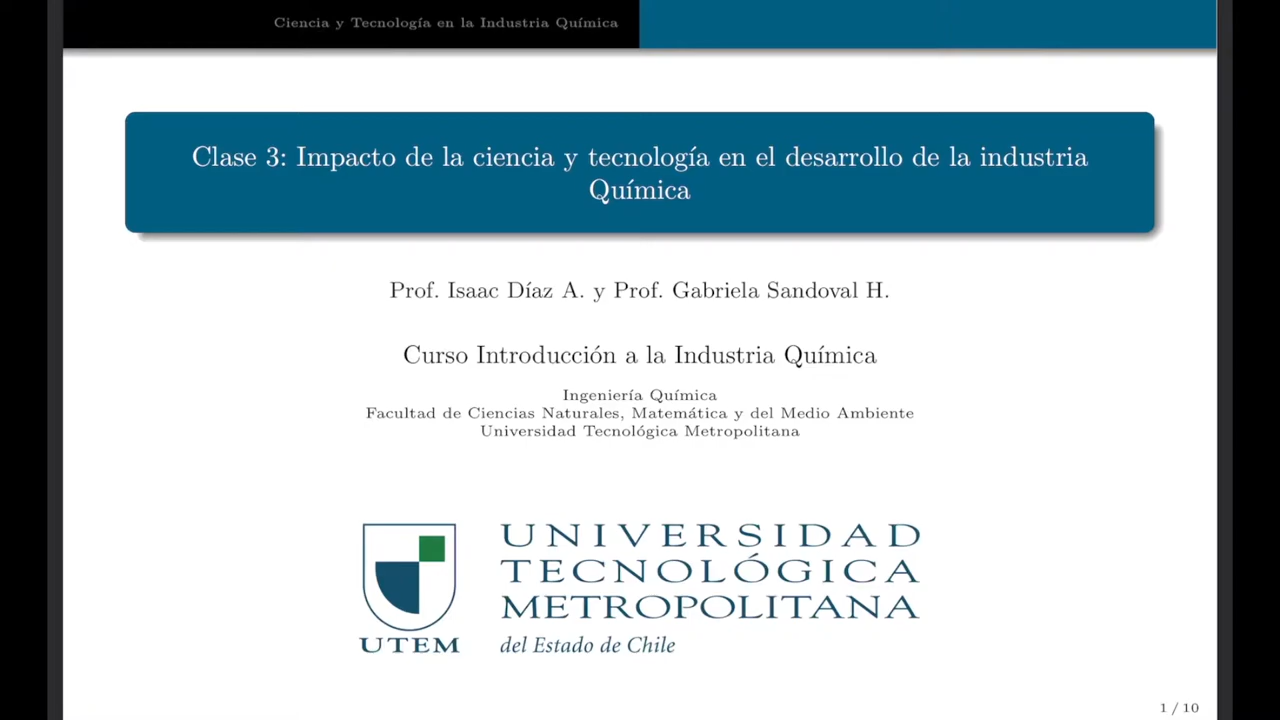 Ciencia y Tecnología en la Industria Química
Clase 3: Impacto de la ciencia y tecnología en el desarrollo de la industria
Química
Prof. Isaac Díaz A. y Prof. Gabriela Sandoval H.
Curso Introducción a la Industria Química
Ingeniería Química
Facultad de Ciencias Naturales, Matemática y del Medio Ambiente
Universidad Tecnológica Metropolitana
UTEM
UNIVERSIDAD
TECNOLÓGICA
METROPOLITANA
del Estado de Chile
1 / 10